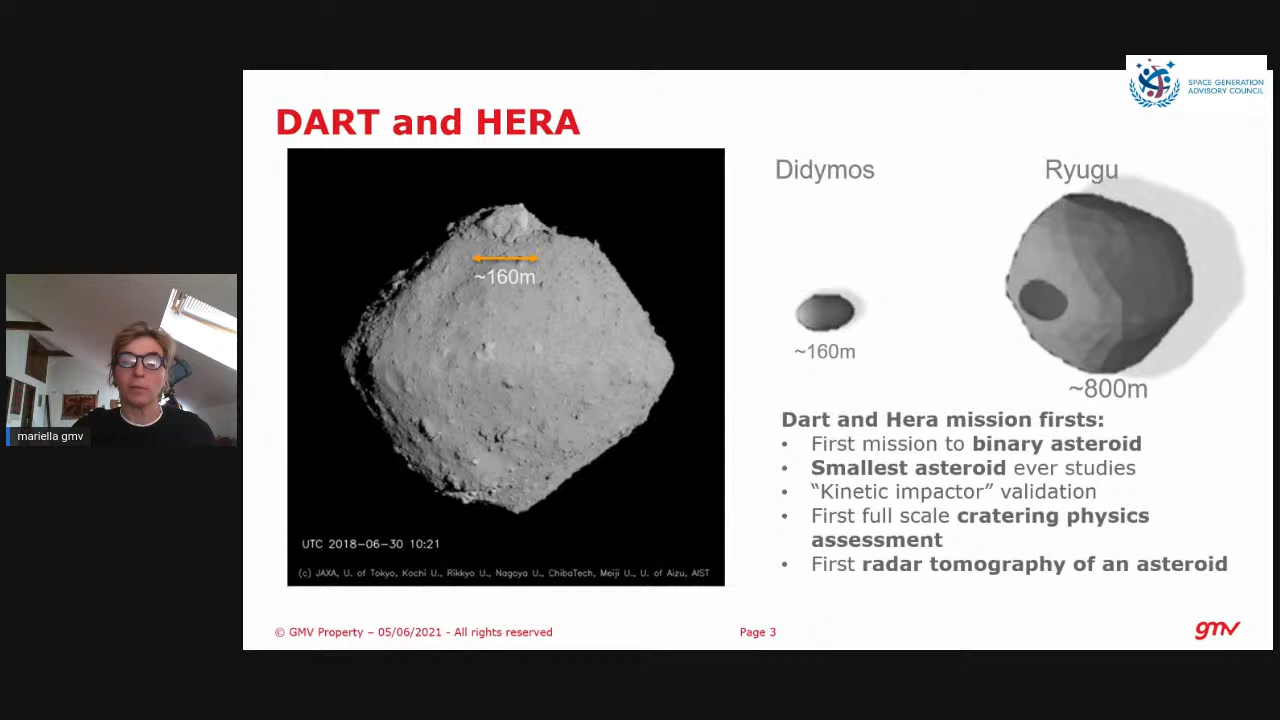 SPACE GENERATION
ADVISORY COUNCIL
DART and HERA
~160m
UTC 2018-06-30 10:21
(c) JAXA, U. of Tokyo, Kochi U., Rikkyo U., Nagoya U., ChibaTech, Meiji U., U. of Aizu, AIST
Didymos
Ryugu
~160m
~800m
Dart and Hera mission firsts:
• First mission to binary asteroid
• Smallest asteroid ever studies
• “Kinetic impactor” validation
• First full scale cratering physics
assessment
• First radar tomography of an asteroid
mariella gmv
© GMV Property – 05/06/2021 - All rights reserved
Page 3
gmv